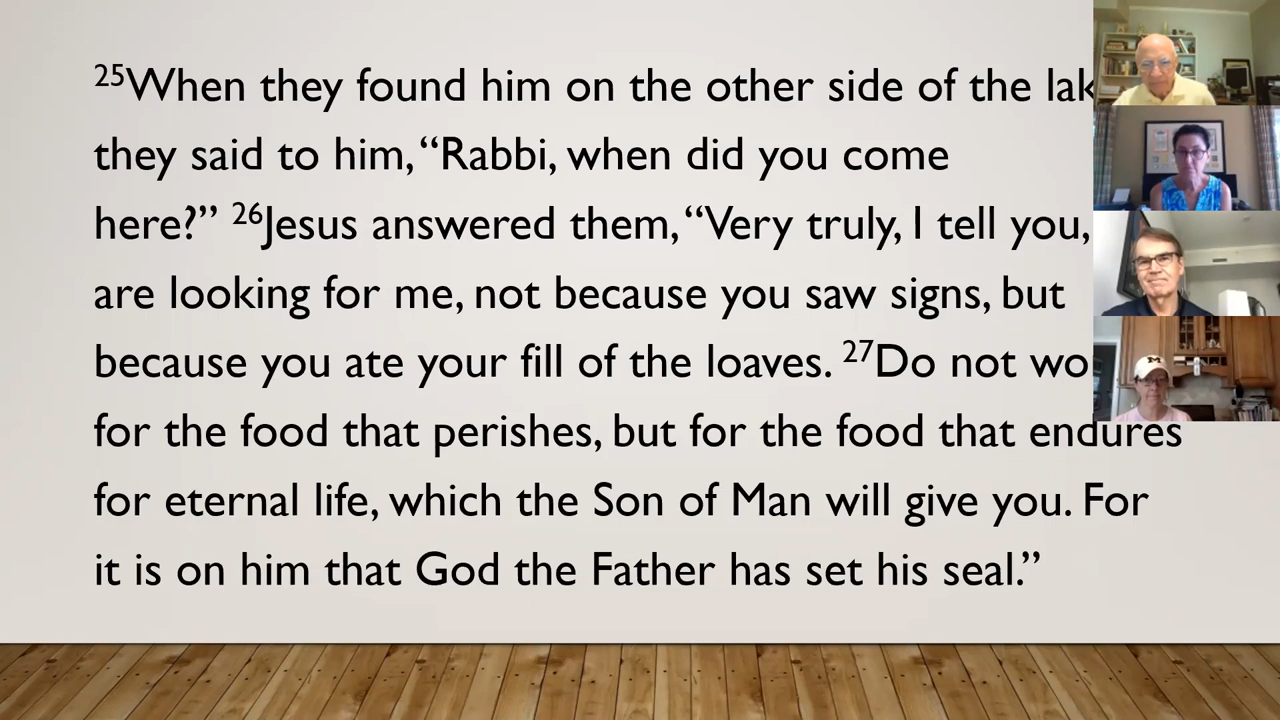 25When they found him on the other side of the
they said to him, “Rabbi, when did you come
here?” 26Jesus answered them, “Very truly, I tell you,
are looking for me, not because you saw signs, but
because you ate your fill of the loaves. 27Do not
for the food that perishes, but for the food that endures
for eternal life, which the Son of Man will give you. For
it is on him that God the Father has set his seal.”
M